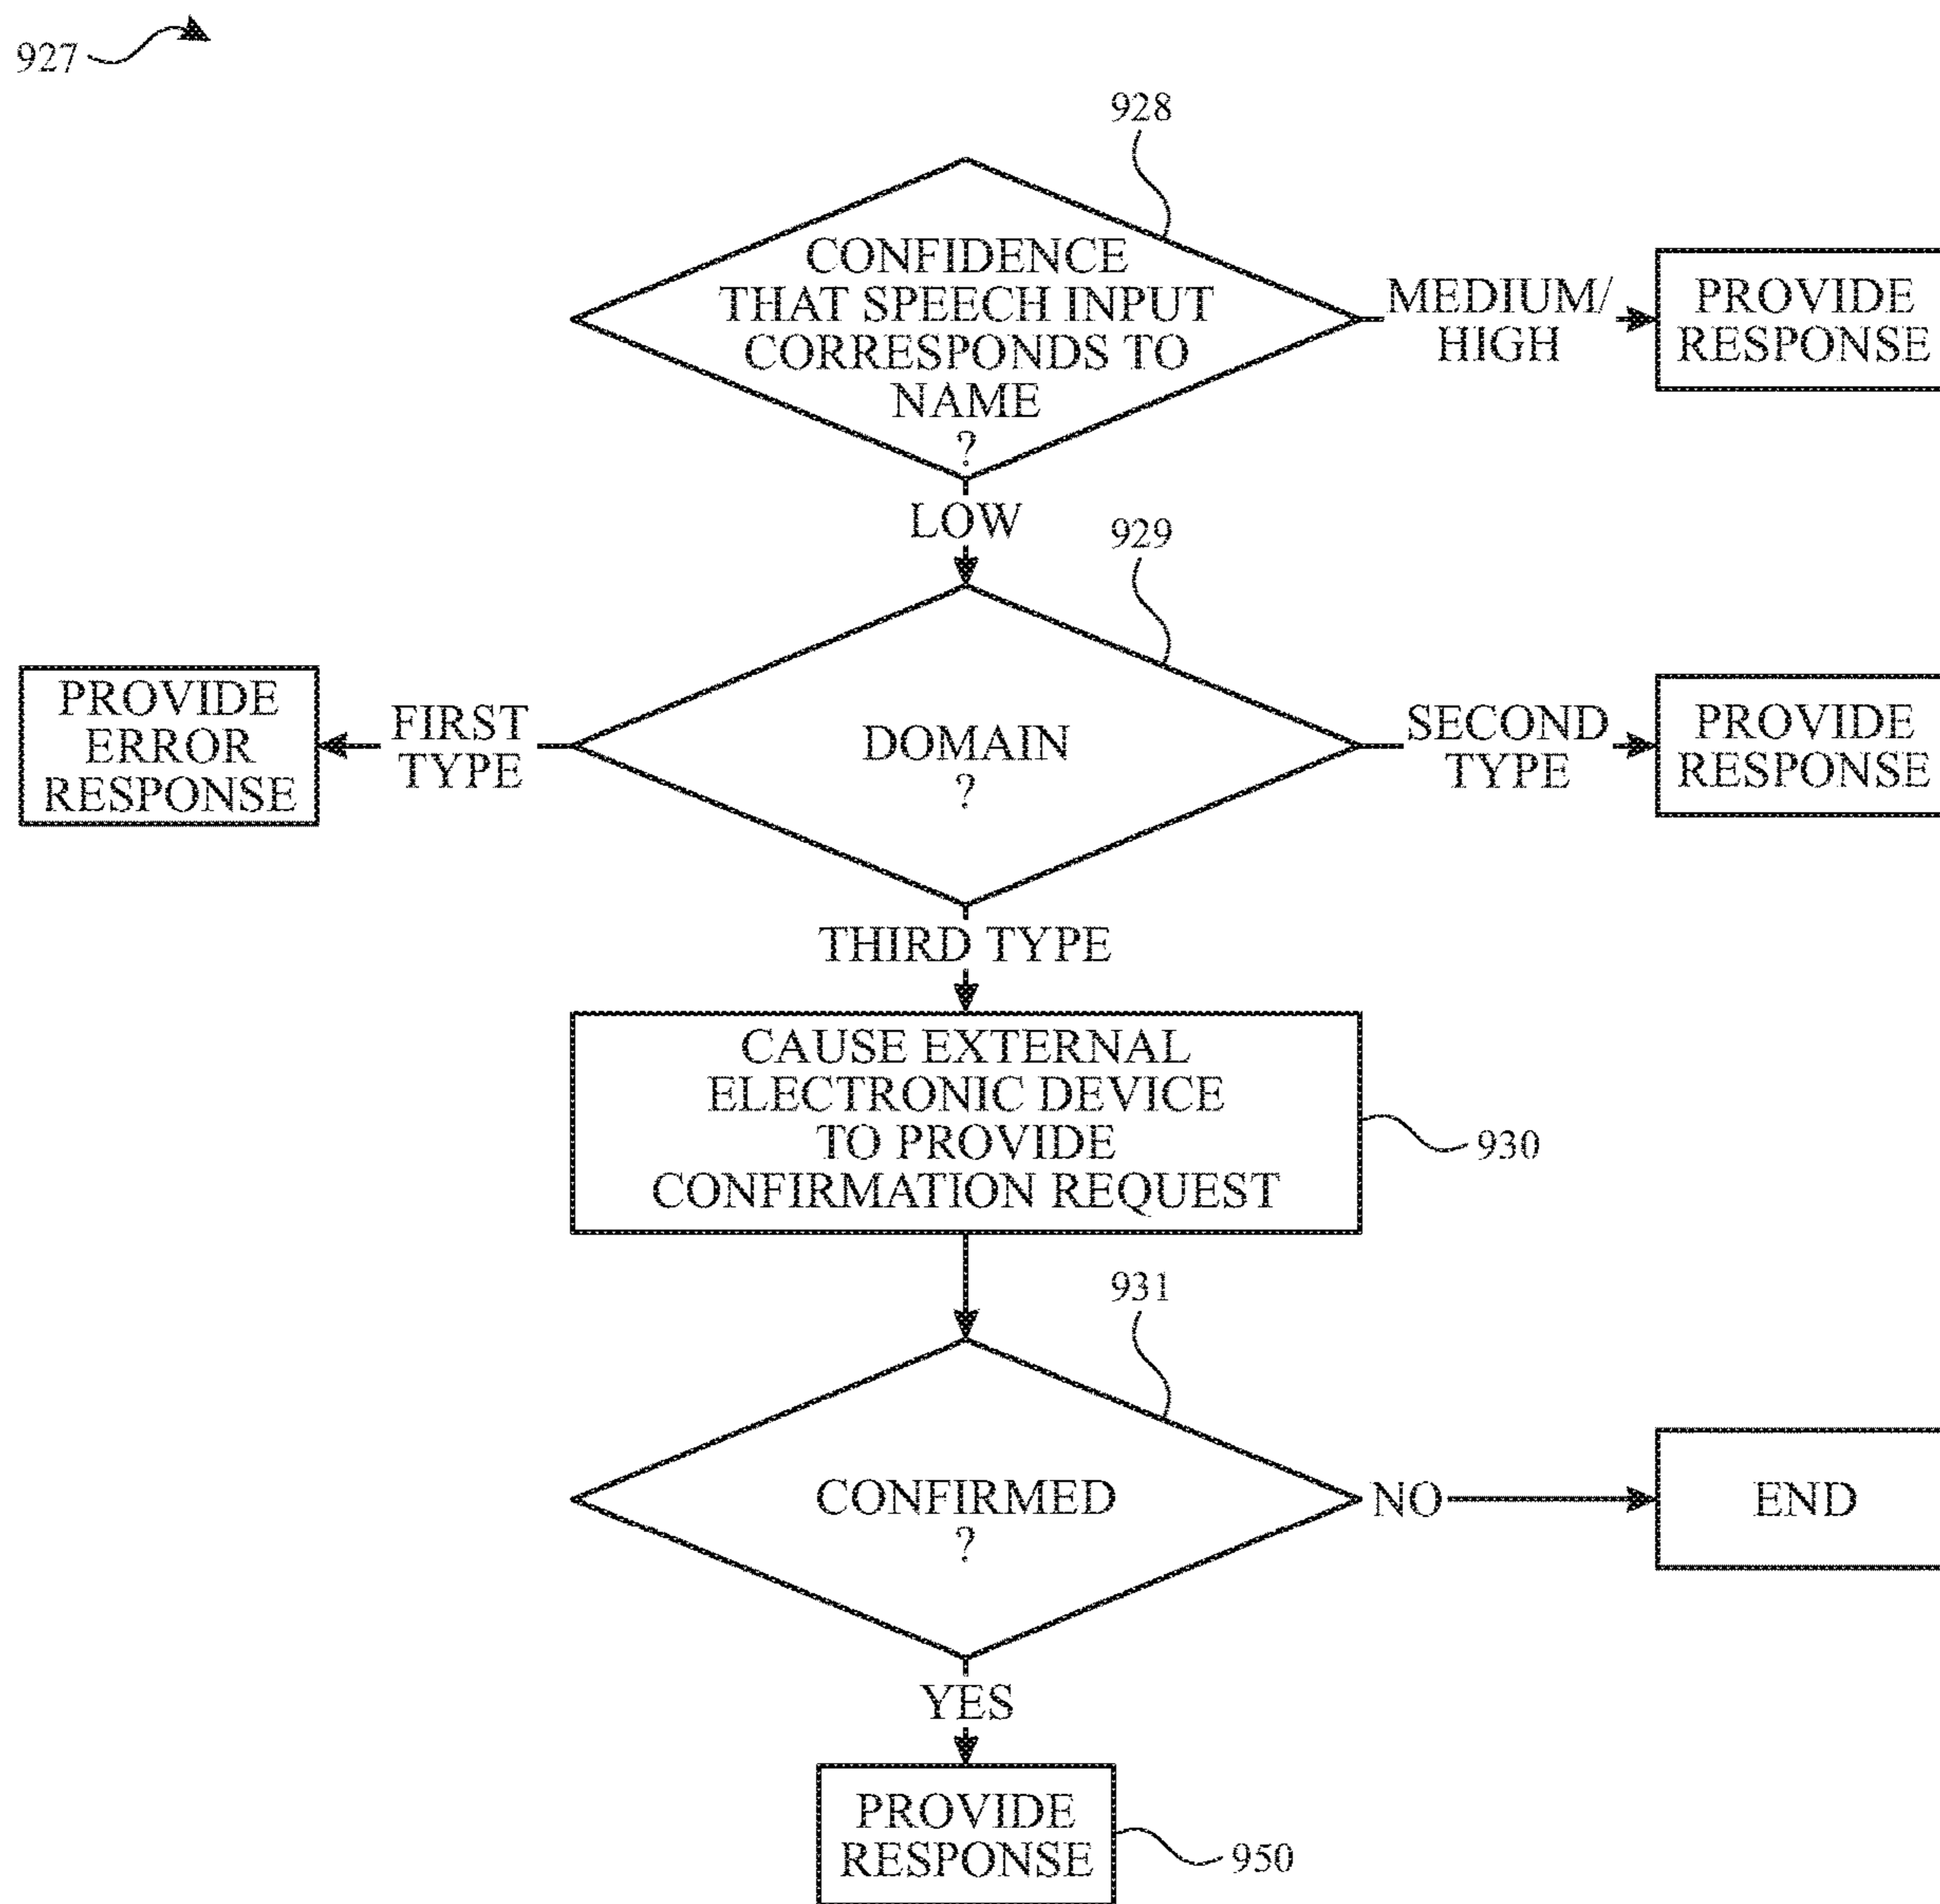 927
928
CONFIDENCE
THAT SPEECH INPUT
CORRESPONDS TO
NAME
?
MEDIUM/
HIGH
PROVIDE
RESPONSE
LOW
929
PROVIDE
ERROR
RESPONSE
FIRST
TYPE
DOMAIN
?
SECOND
TYPE
PROVIDE
RESPONSE
THIRD TYPE
CAUSE EXTERNAL
ELECTRONIC DEVICE
TO PROVIDE
CONFIRMATION REQUEST
930
931
CONFIRMED
?
NO
END
YES
PROVIDE
RESPONSE
950